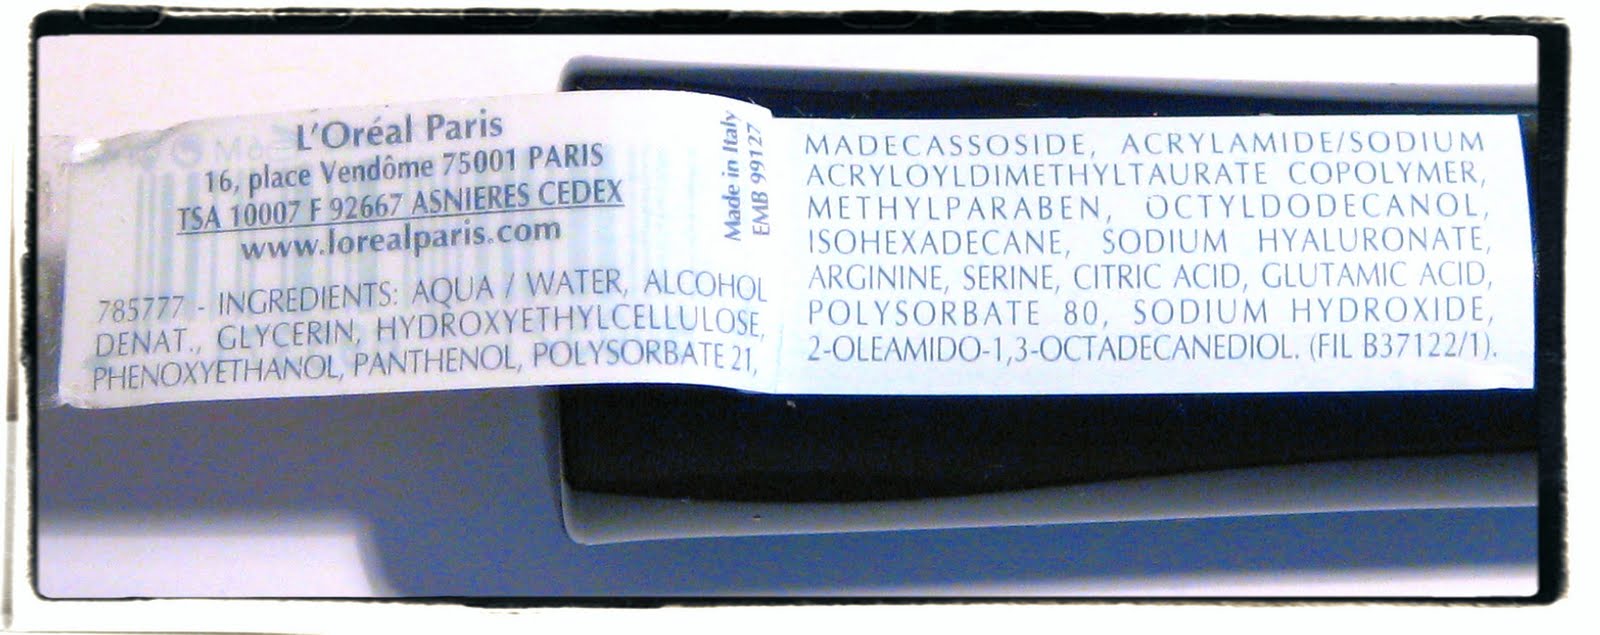 L'Oréal Paris
16, place Vendôme 75001 PARIS
TSA 10007 F 92667 ASNIERES CEDEX
www.lorealparis.com
785777 - INGREDIENTS: AQUA / WATER, ALCOHOL
DENAT., GLYCERIN, HYDROXYETHYLCELLULOSE,
PHENOXYETHANOL, PANTHENOL, POLYSORBATE 21,
Made in Italy
EMB 99127
MADECASSOSIDE, ACRYLAMIDE/SODIUM
ACRYLOYLDIMETHYLTAURATE COPOLYMER,
METHYLPARABEN, OCTYLDODECANOL,
ISOHEXADECANE, SODIUM HYALURONATE,
ARGININE, SERINE, CITRIC ACID, GLUTAMIC ACID,
POLYSORBATE 80, SODIUM HYDROXIDE,
2-OLEAMIDO-1,3-OCTADECANEDIOL. (FIL B37122/1).